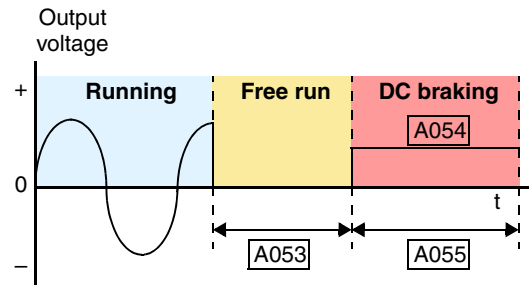 Output
voltage
+
Running
Free run
DC braking
A054
0
t
A053
A055
–